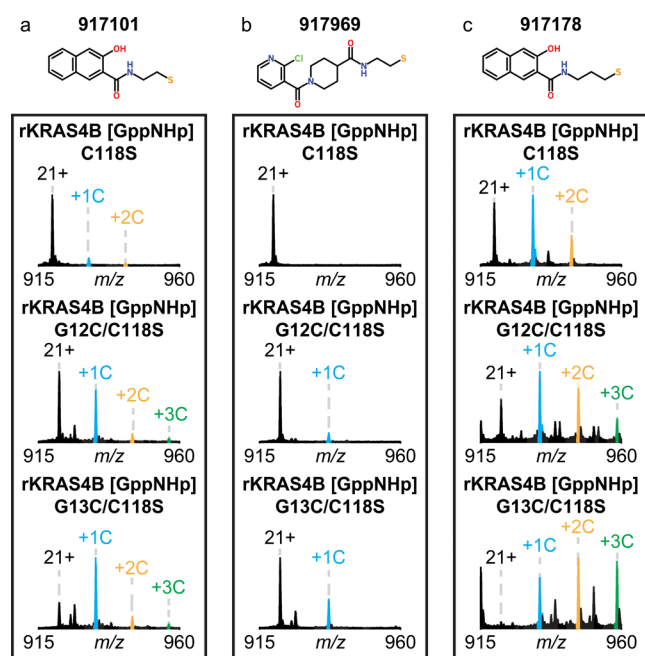 a
917101
OH
H
N
S
O
rKRAS4B [GppNHp]
C118S
21+
+1C
+2C
915 m/z 960
rKRAS4B [GppNHp]
G12C/C118S
21+
+1C
+2C
+3C
915 m/z 960
rKRAS4B [GppNHp]
G13C/C118S
21+
+1C
+2C
+3C
915 m/z 960
b
917969
O
S
N
Cl
N
H
N
O
rKRAS4B [GppNHp]
C118S
21+
915 m/z 960
rKRAS4B [GppNHp]
G12C/C118S
21+
+1C
915 m/z 960
rKRAS4B [GppNHp]
G13C/C118S
21+
+1C
915 m/z 960
c
917178
OH
H
N
S
O
rKRAS4B [GppNHp]
C118S
21+
+1C
+2C
915 m/z 960
rKRAS4B [GppNHp]
G12C/C118S
+1C
21+
+2C
+3C
915 m/z 960
rKRAS4B [GppNHp]
G13C/C118S
+2C
21+
+1C
+3C
915 m/z 960